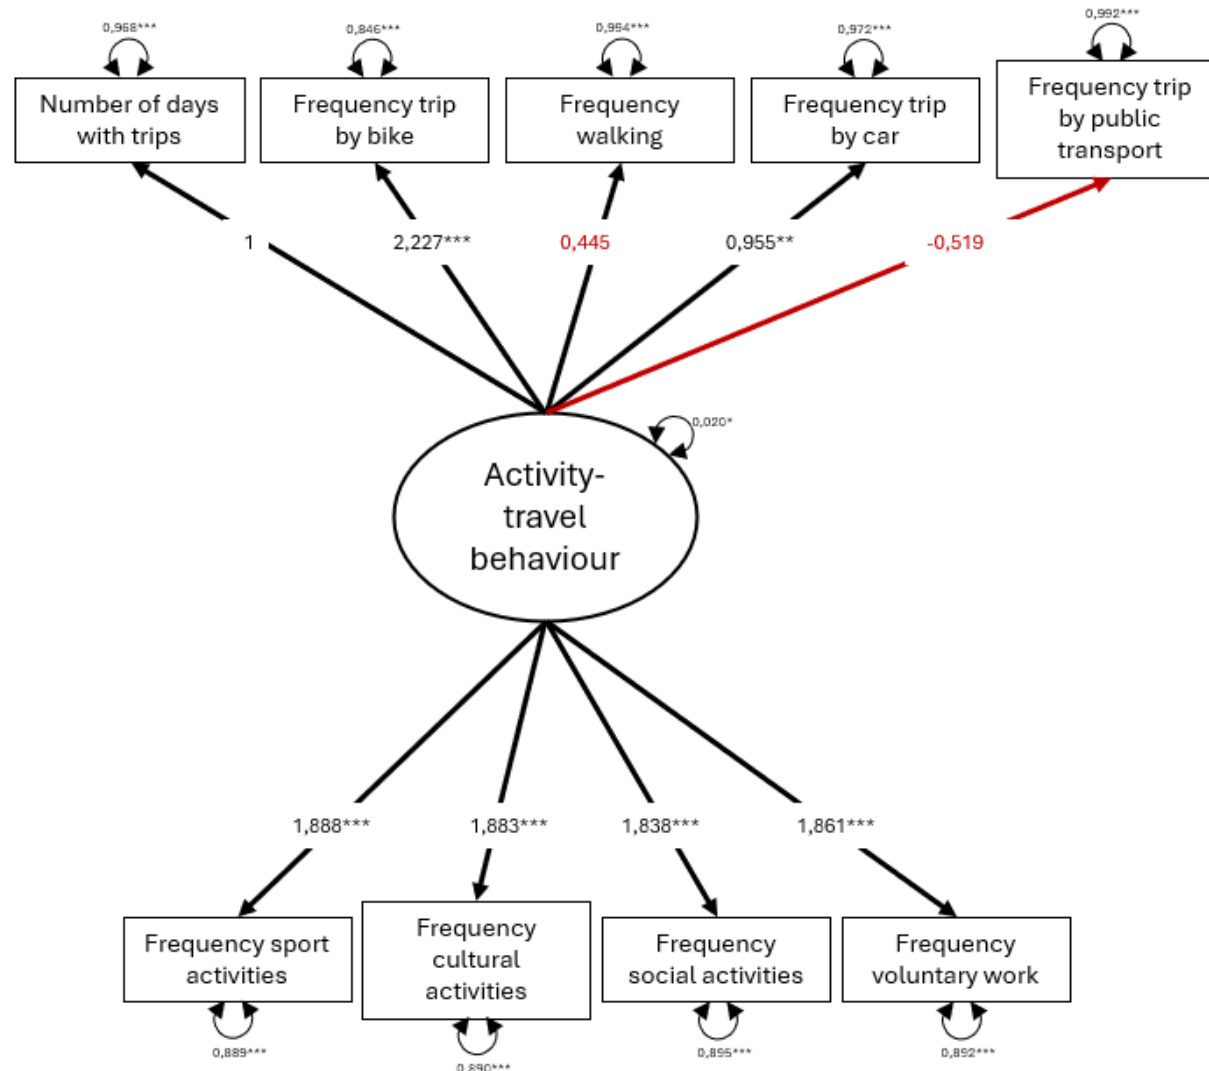 0,968***
0,846***
0,994***
0,972***
0,992***
Number of days
with trips
Frequency trip
by bike
Frequency
walking
Frequency trip
by car
Frequency trip
by public
transport
1
2,227***
0,445
0,955**
-0,519
0,020*
Activity-
travel
behaviour
1,888***
1,883***
1,838***
1,861***
Frequency sport
activities
Frequency
cultural
activities
Frequency
social activities
Frequency
voluntary work
0,889***
0,890***
0,895***
0,892***